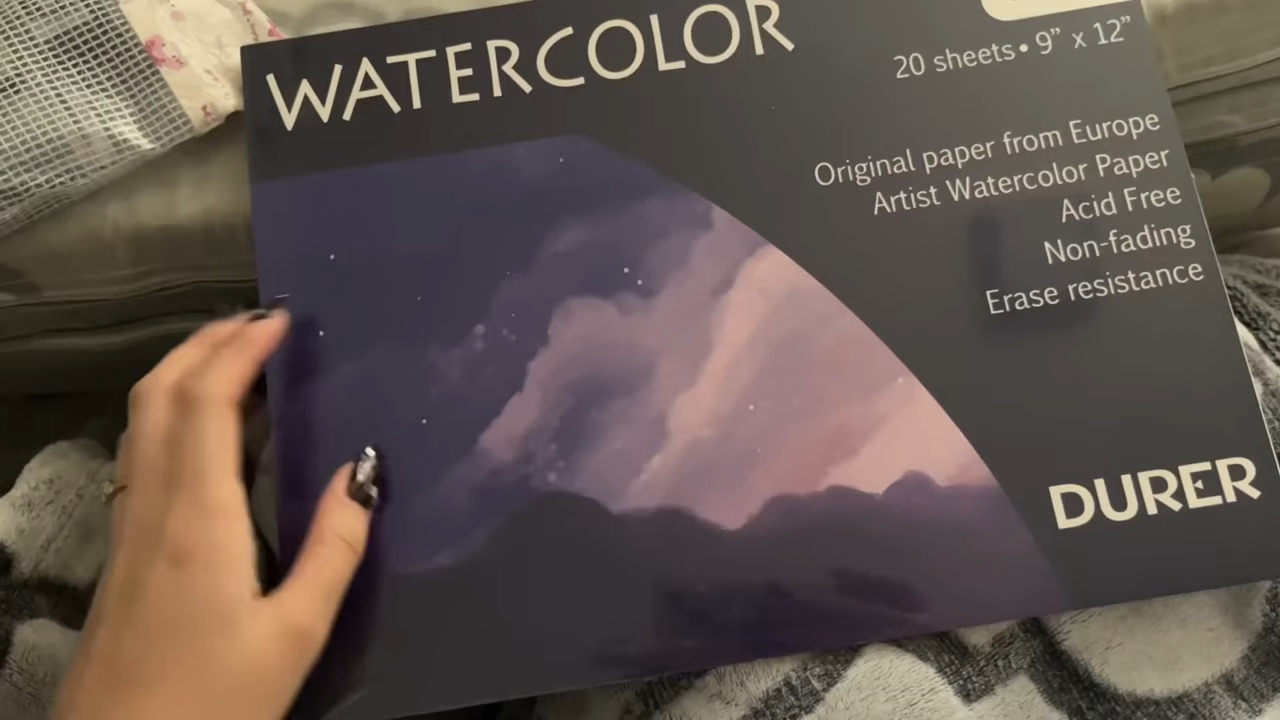 WATERCOLOR
20 sheets • 9” x 12”
Original paper from Europe
Artist Watercolor Paper
Acid Free
Non-fading
Erase resistance
DURER